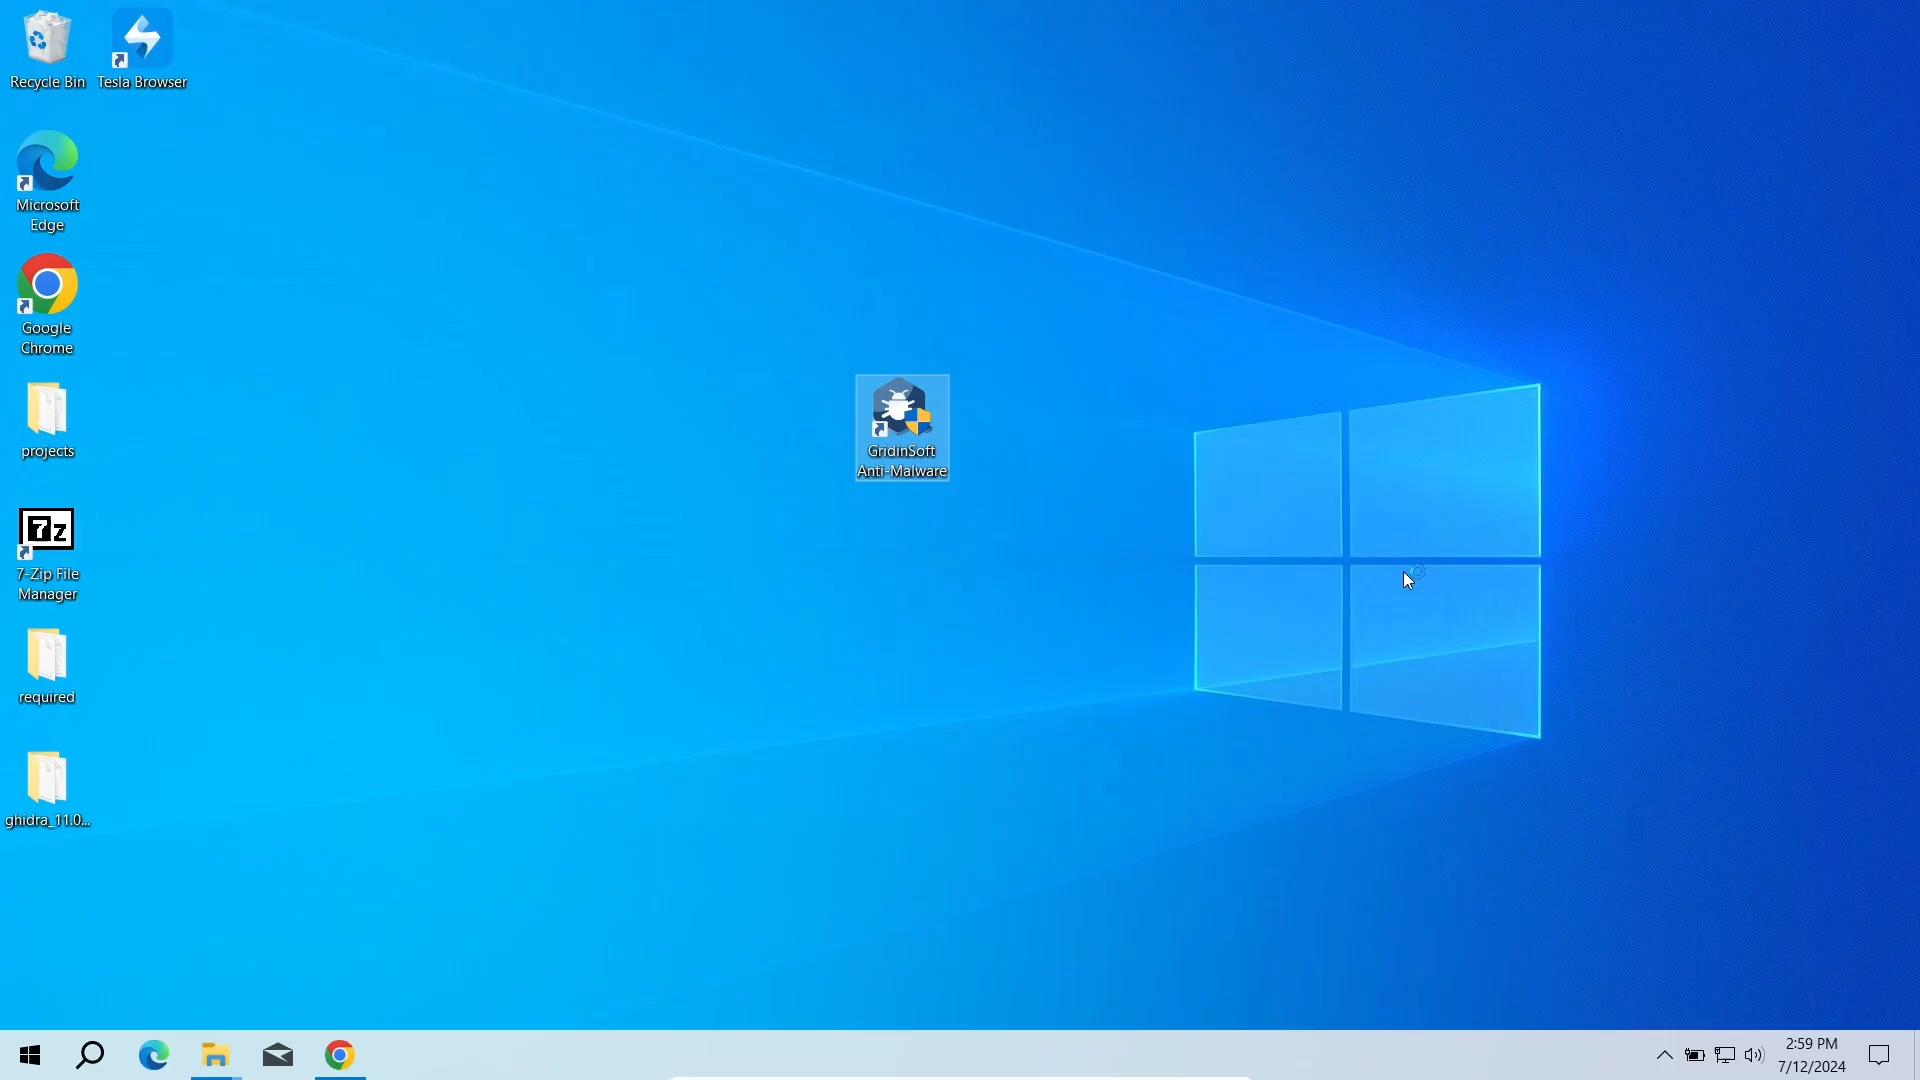 Recycle Bin
Tesla Browser
Microsoft
Edge
Google
Chrome
projects
7z
7-Zip File
Manager
required
ghidra_11.0...
GridinSoft
Anti-Malware
2:59 PM
7/12/2024